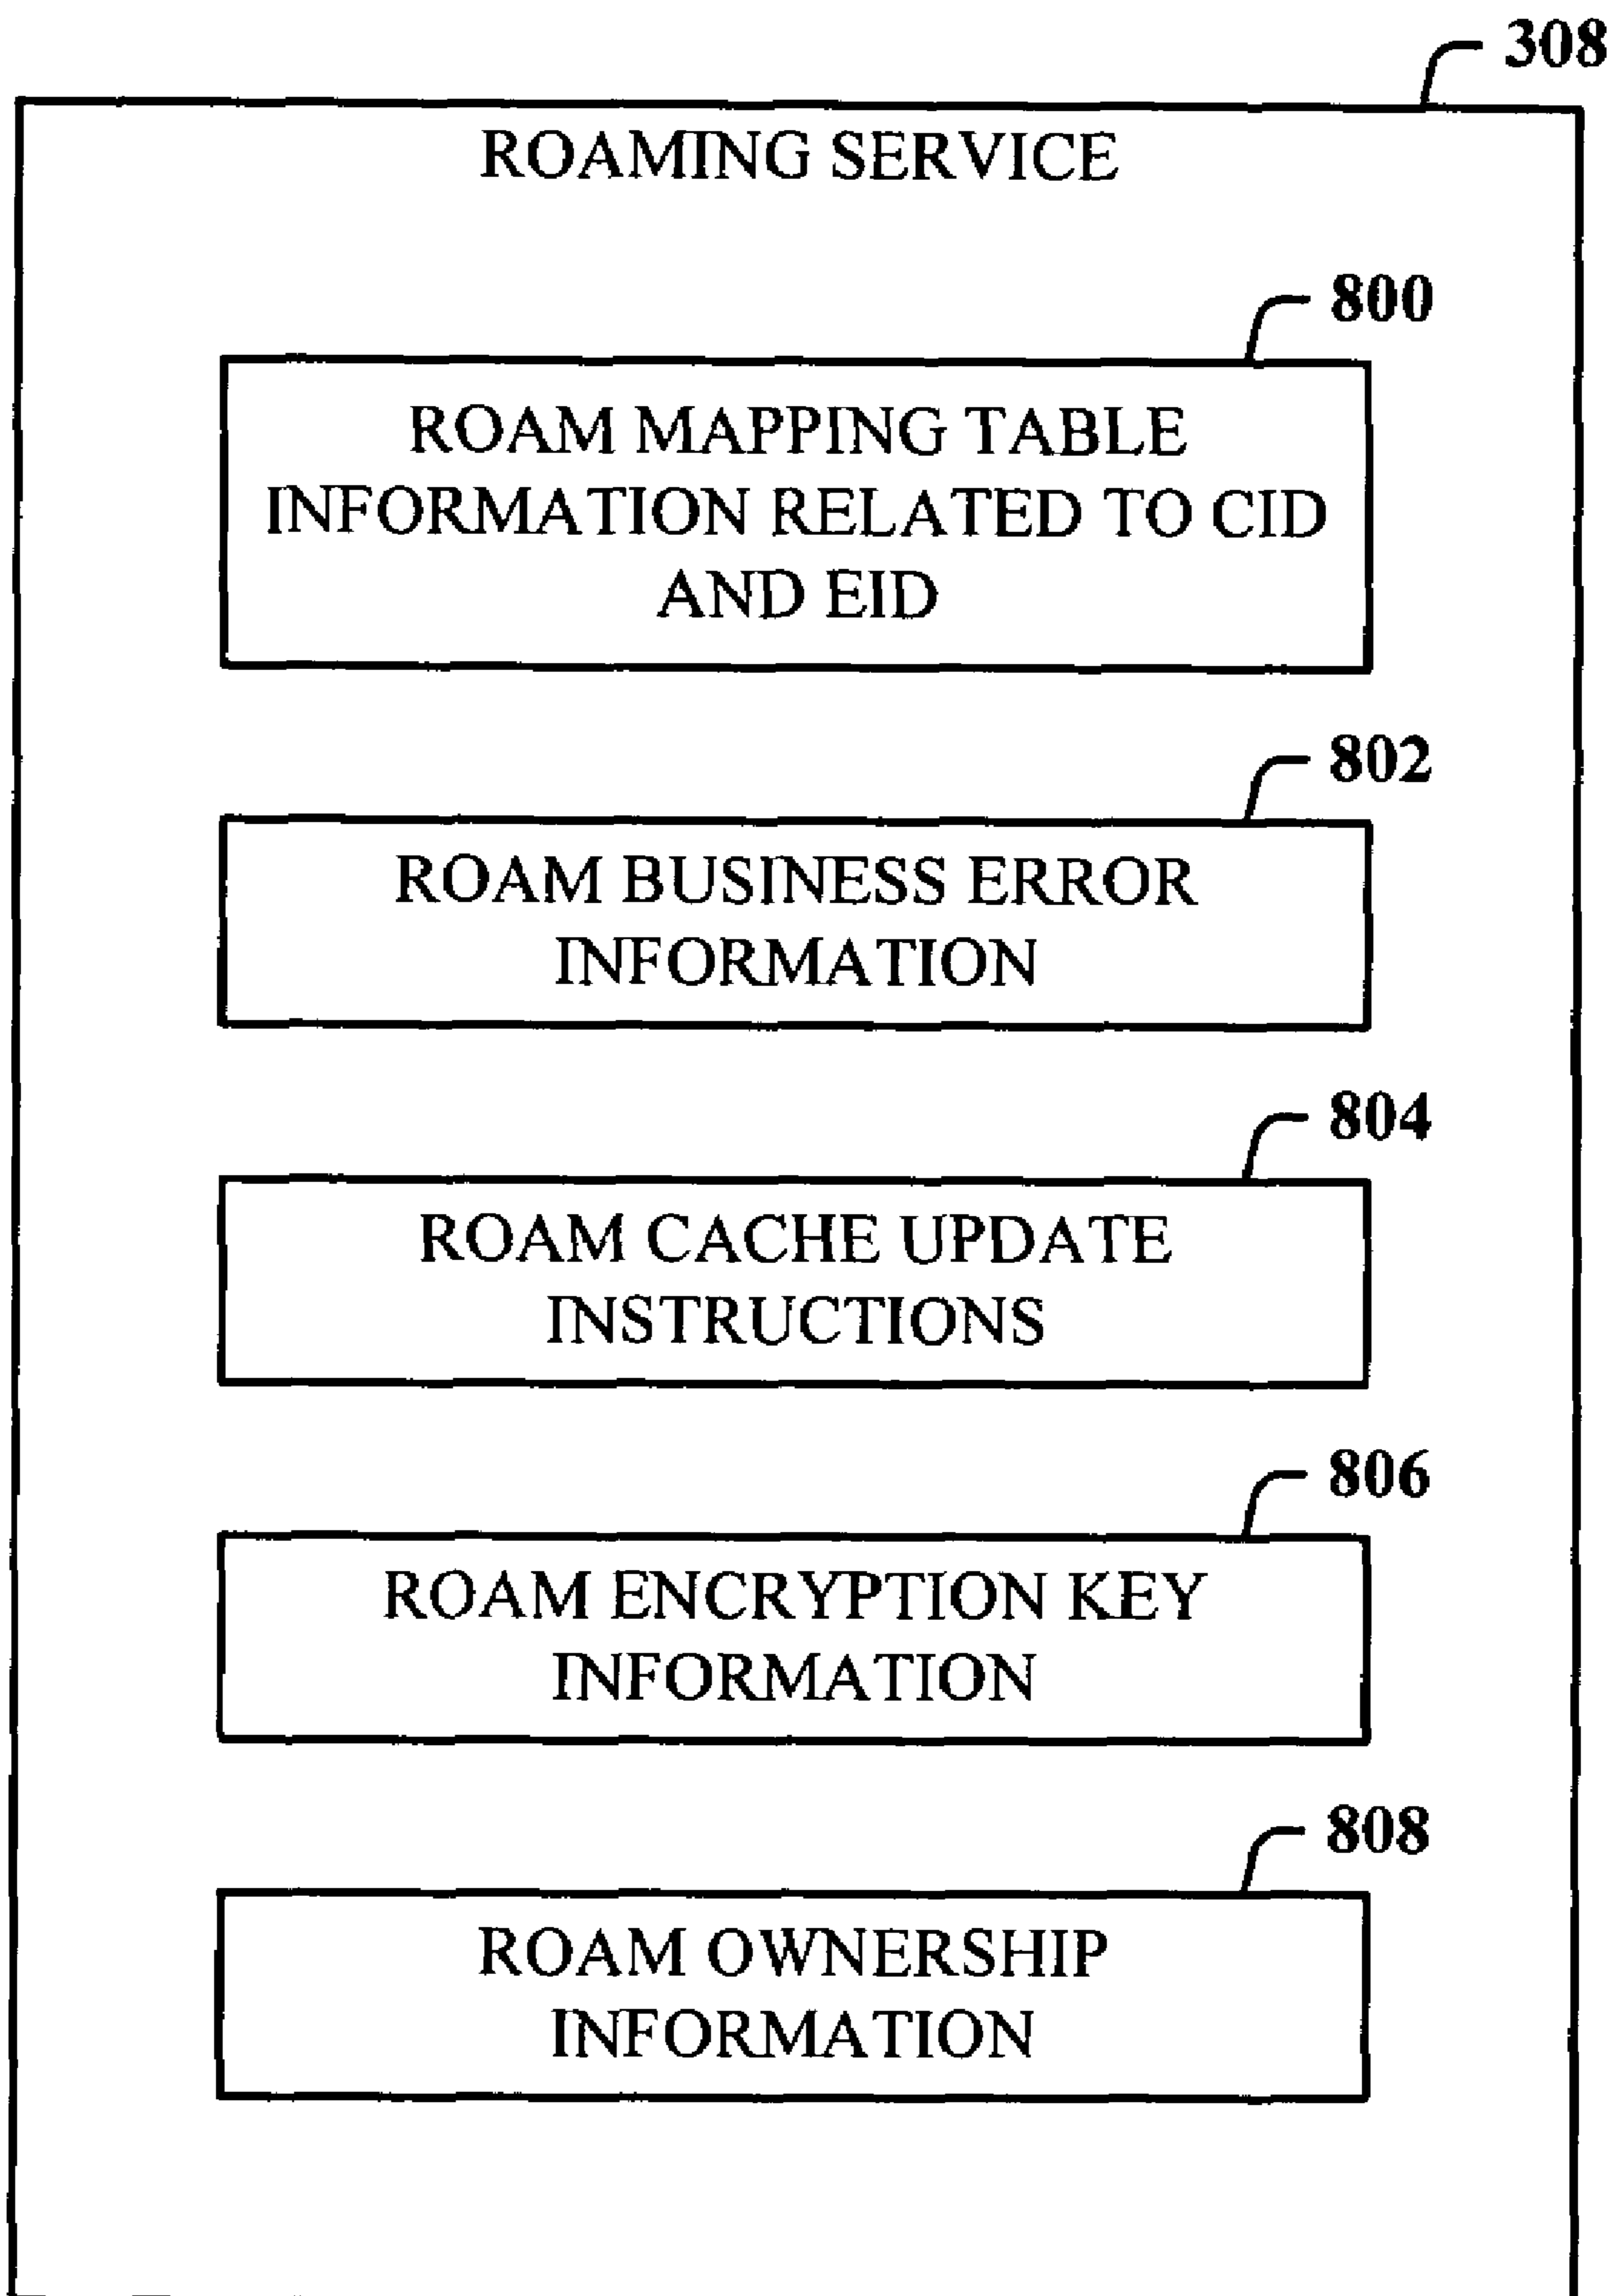 308
ROAMING SERVICE
800
ROAM MAPPING TABLE
INFORMATION RELATED TO CID
AND EID
802
ROAM BUSINESS ERROR
INFORMATION
804
ROAM CACHE UPDATE
INSTRUCTIONS
806
ROAM ENCRYPTION KEY
INFORMATION
808
ROAM OWNERSHIP
INFORMATION